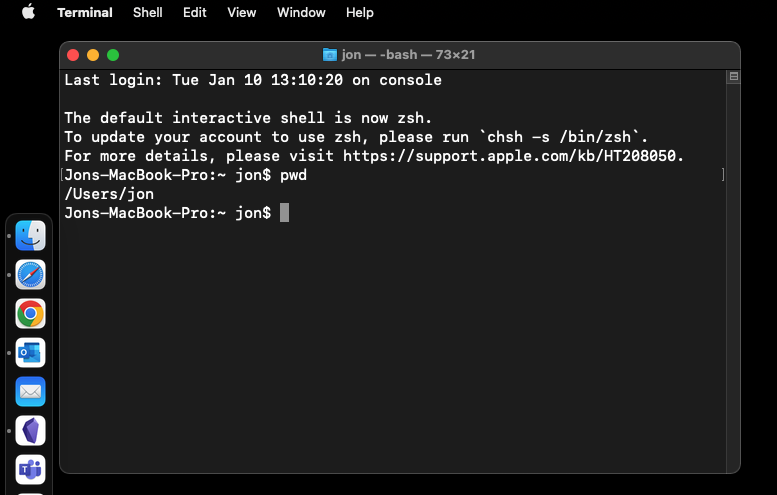 Terminal Shell Edit View Window Help
jon — -bash — 73×21
Last login: Tue Jan 10 13:10:20 on console
The default interactive shell is now zsh.
To update your account to use zsh, please run `chsh -s /bin/zsh`.
For more details, please visit https://support.apple.com/kb/HT208050.
[Jons-MacBook-Pro:~ jon$ pwd ]
/Users/jon
Jons-MacBook-Pro:~ jon$